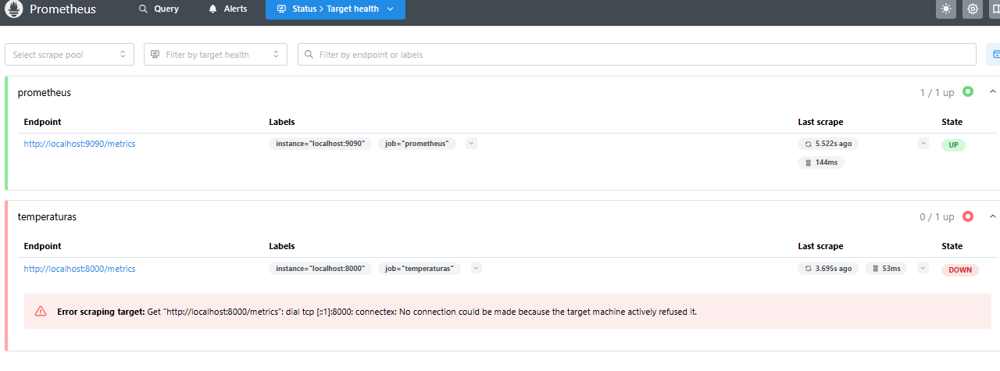 Prometheus Query Alerts Status > Target health
Select scrape pool Filter by target health Filter by endpoint or labels
prometheus 1 / 1 up
Endpoint Labels Last scrape State
http://localhost:9090/metrics instance="localhost:9090" job="prometheus" 5.522s ago UP
144ms
temperaturas 0 / 1 up
Endpoint Labels Last scrape State
http://localhost:8000/metrics instance="localhost:8000" job="temperaturas" 3.695s ago 53ms DOWN
Error scraping target: Get "http://localhost:8000/metrics": dial tcp [::1]:8000: connectex: No connection could be made because the target machine actively refused it.